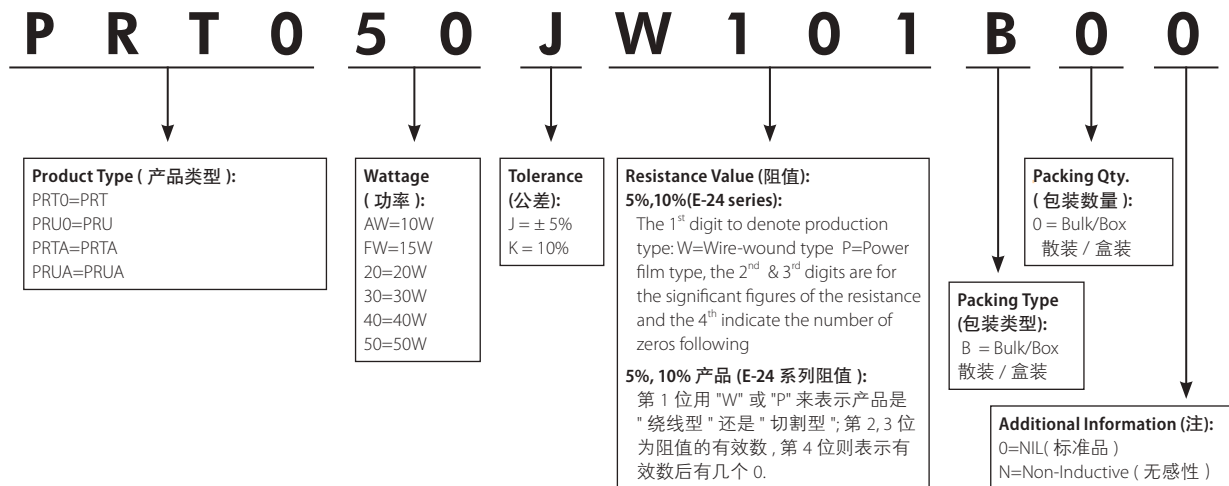 P R T 0 5 0 J W 1 0 1 B 0 0
Product Type ( 产品类型 ):
PRT0=PRT
PRU0=PRU
PRTA=PRTA
PRUA=PRUA
Wattage
( 功率 ):
AW=10W
FW=15W
20=20W
30=30W
40=40W
50=50W
Tolerance
(公差):
J = ± 5%
K = 10%
Resistance Value (阻值):
5%,10%(E-24 series):
The 1st digit to denote production
type: W=Wire-wound type P=Power
film type, the 2nd & 3rd digits are for
the significant figures of the resistance
and the 4th indicate the number of
zeros following
5%, 10% 产品 (E-24 系列阻值 ):
第 1 位用 "W" 或 "P" 来表示产品是
" 绕线型 " 还是 " 切割型 "; 第 2, 3 位
为阻值的有效数 , 第 4 位则表示有
效数后有几个 0.
Packing Type
(包装类型):
B = Bulk/Box
散装 / 盒装
Packing Qty.
( 包装数量 ):
0 = Bulk/Box
散装 / 盒装
Additional Information (注):
0=NIL( 标准品 )
N=Non-Inductive ( 无感性 )